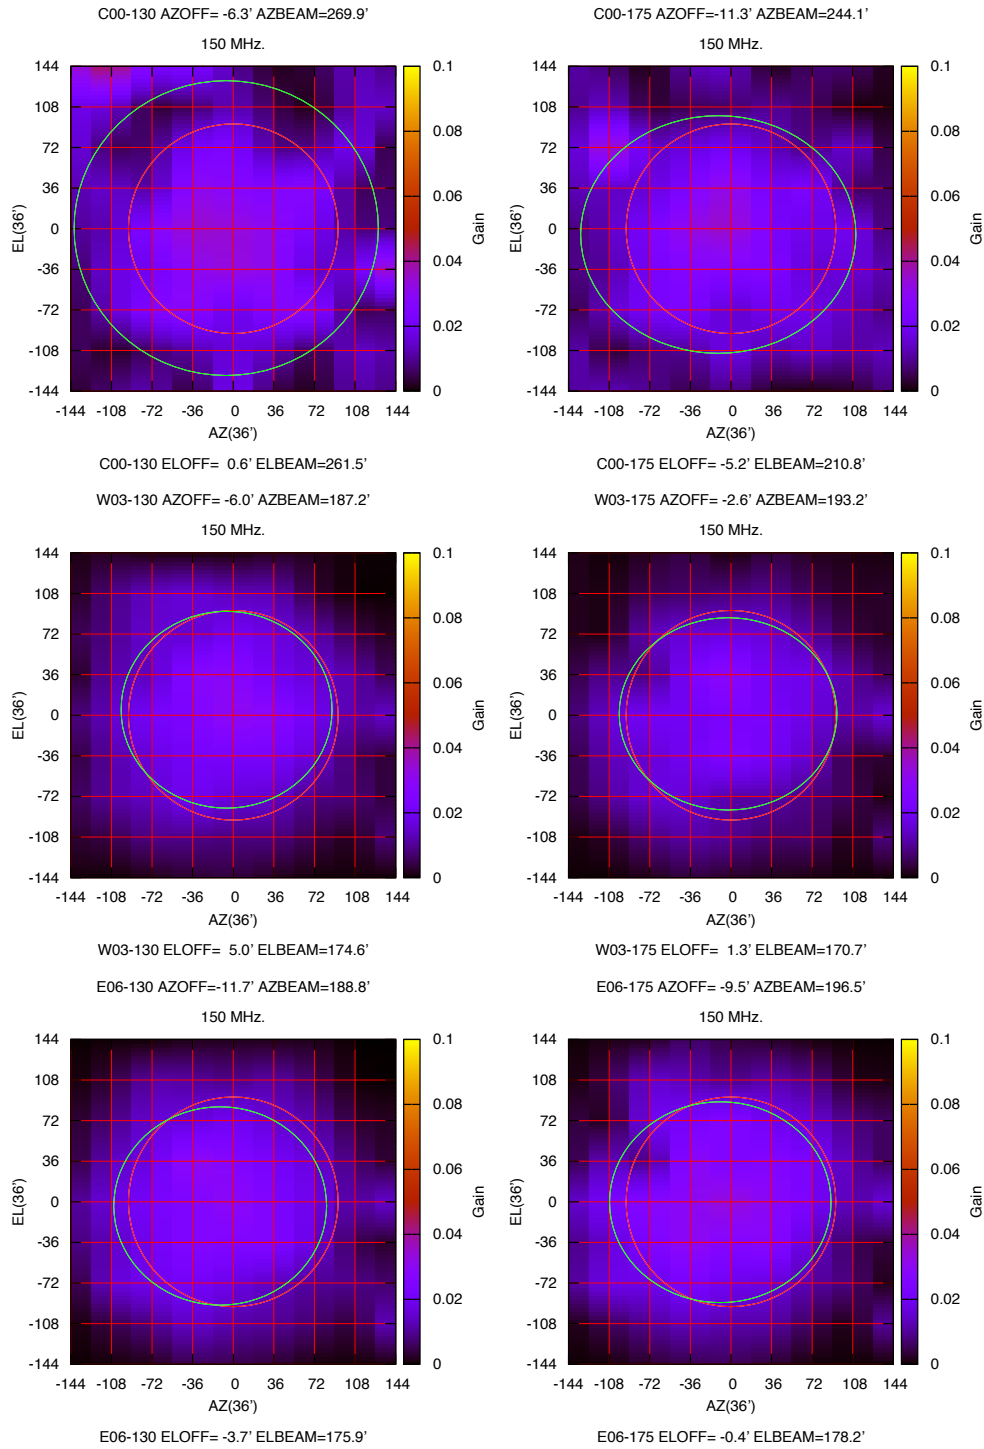 C00-130 AZOFF= -6.3' AZBEAM=269.9'
150 MHz.
144
108
72
36
0
-36
-72
-108
-144
EL(36')
-144 -108 -72 -36 0 36 72 108 144
AZ(36')
0.1
0.08
0.06
0.04
0.02
0
Gain
C00-130 ELOFF= 0.6' ELBEAM=261.5'
C00-175 AZOFF=-11.3' AZBEAM=244.1'
150 MHz.
144
108
72
36
0
-36
-72
-108
-144
EL(36')
-144 -108 -72 -36 0 36 72 108 144
AZ(36')
0.1
0.08
0.06
0.04
0.02
0
Gain
C00-175 ELOFF= -5.2' ELBEAM=210.8'
W03-130 AZOFF= -6.0' AZBEAM=187.2'
150 MHz.
144
108
72
36
0
-36
-72
-108
-144
EL(36')
-144 -108 -72 -36 0 36 72 108 144
AZ(36')
0.1
0.08
0.06
0.04
0.02
0
Gain
W03-130 ELOFF= 5.0' ELBEAM=174.6'
W03-175 AZOFF= -2.6' AZBEAM=193.2'
150 MHz.
144
108
72
36
0
-36
-72
-108
-144
EL(36')
-144 -108 -72 -36 0 36 72 108 144
AZ(36')
0.1
0.08
0.06
0.04
0.02
0
Gain
W03-175 ELOFF= 1.3' ELBEAM=170.7'
E06-130 AZOFF=-11.7' AZBEAM=188.8'
150 MHz.
144
108
72
36
0
-36
-72
-108
-144
EL(36')
-144 -108 -72 -36 0 36 72 108 144
AZ(36')
0.1
0.08
0.06
0.04
0.02
0
Gain
E06-130 ELOFF= -3.7' ELBEAM=175.9'
E06-175 AZOFF= -9.5' AZBEAM=196.5'
150 MHz.
144
108
72
36
0
-36
-72
-108
-144
EL(36')
-144 -108 -72 -36 0 36 72 108 144
AZ(36')
0.1
0.08
0.06
0.04
0.02
0
Gain
E06-175 ELOFF= -0.4' ELBEAM=178.2'